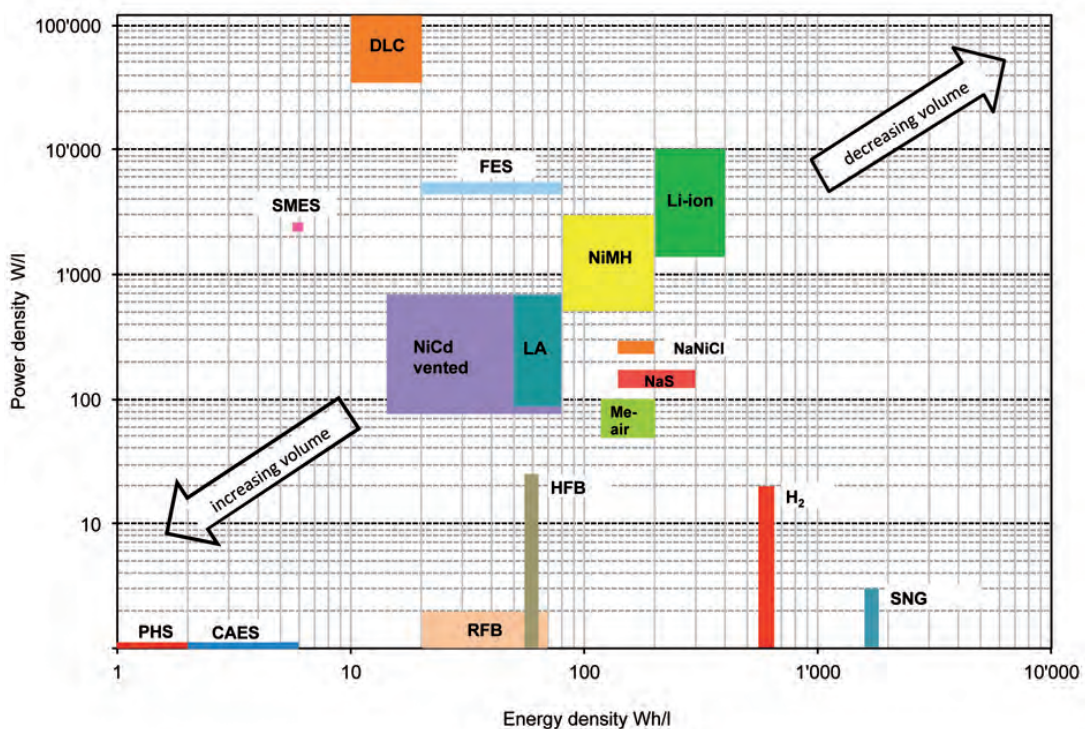 100'000
DLC
decreasing volume
10'000
FES
SMES
Li-ion
NiMH
Power density W/l
1'000
NiCd
vented
LA
NaNiCl
NaS
100
Me-
air
increasing volume
HFB
H₂
10
SNG
PHS
CAES
RFB
1
10
100
1'000
10'000
Energy density Wh/l